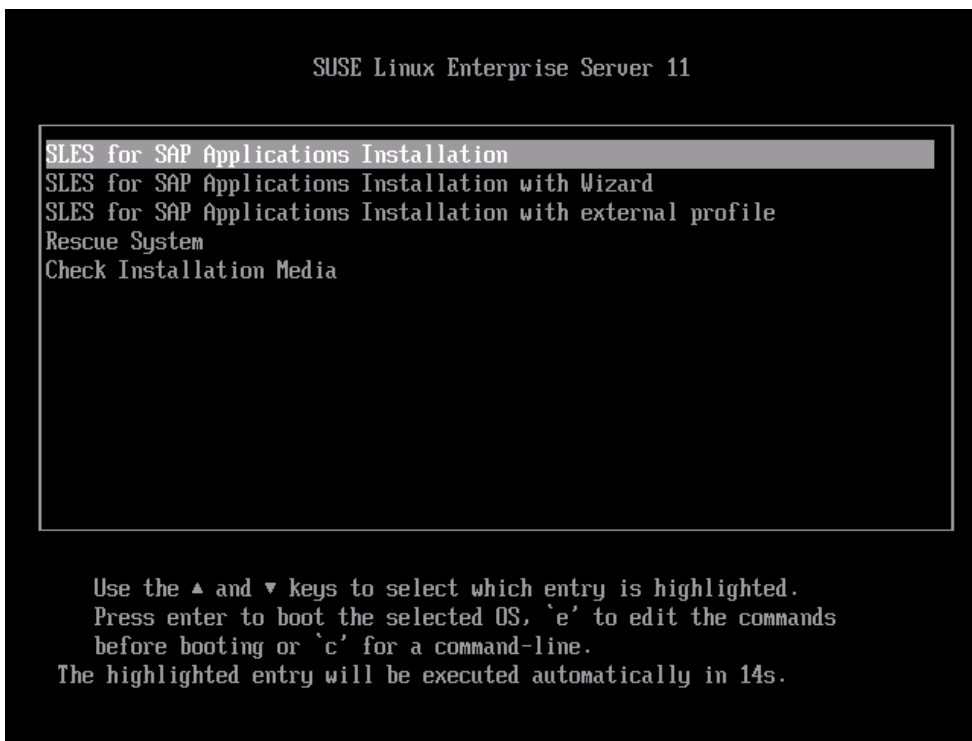 SUSE Linux Enterprise Server 11
SLES for SAP Applications Installation
SLES for SAP Applications Installation with Wizard
SLES for SAP Applications Installation with external profile
Rescue System
Check Installation Media
Use the ▲ and ▼ keys to select which entry is highlighted.
Press enter to boot the selected OS, `e' to edit the commands
before booting or `c' for a command-line.
The highlighted entry will be executed automatically in 14s.